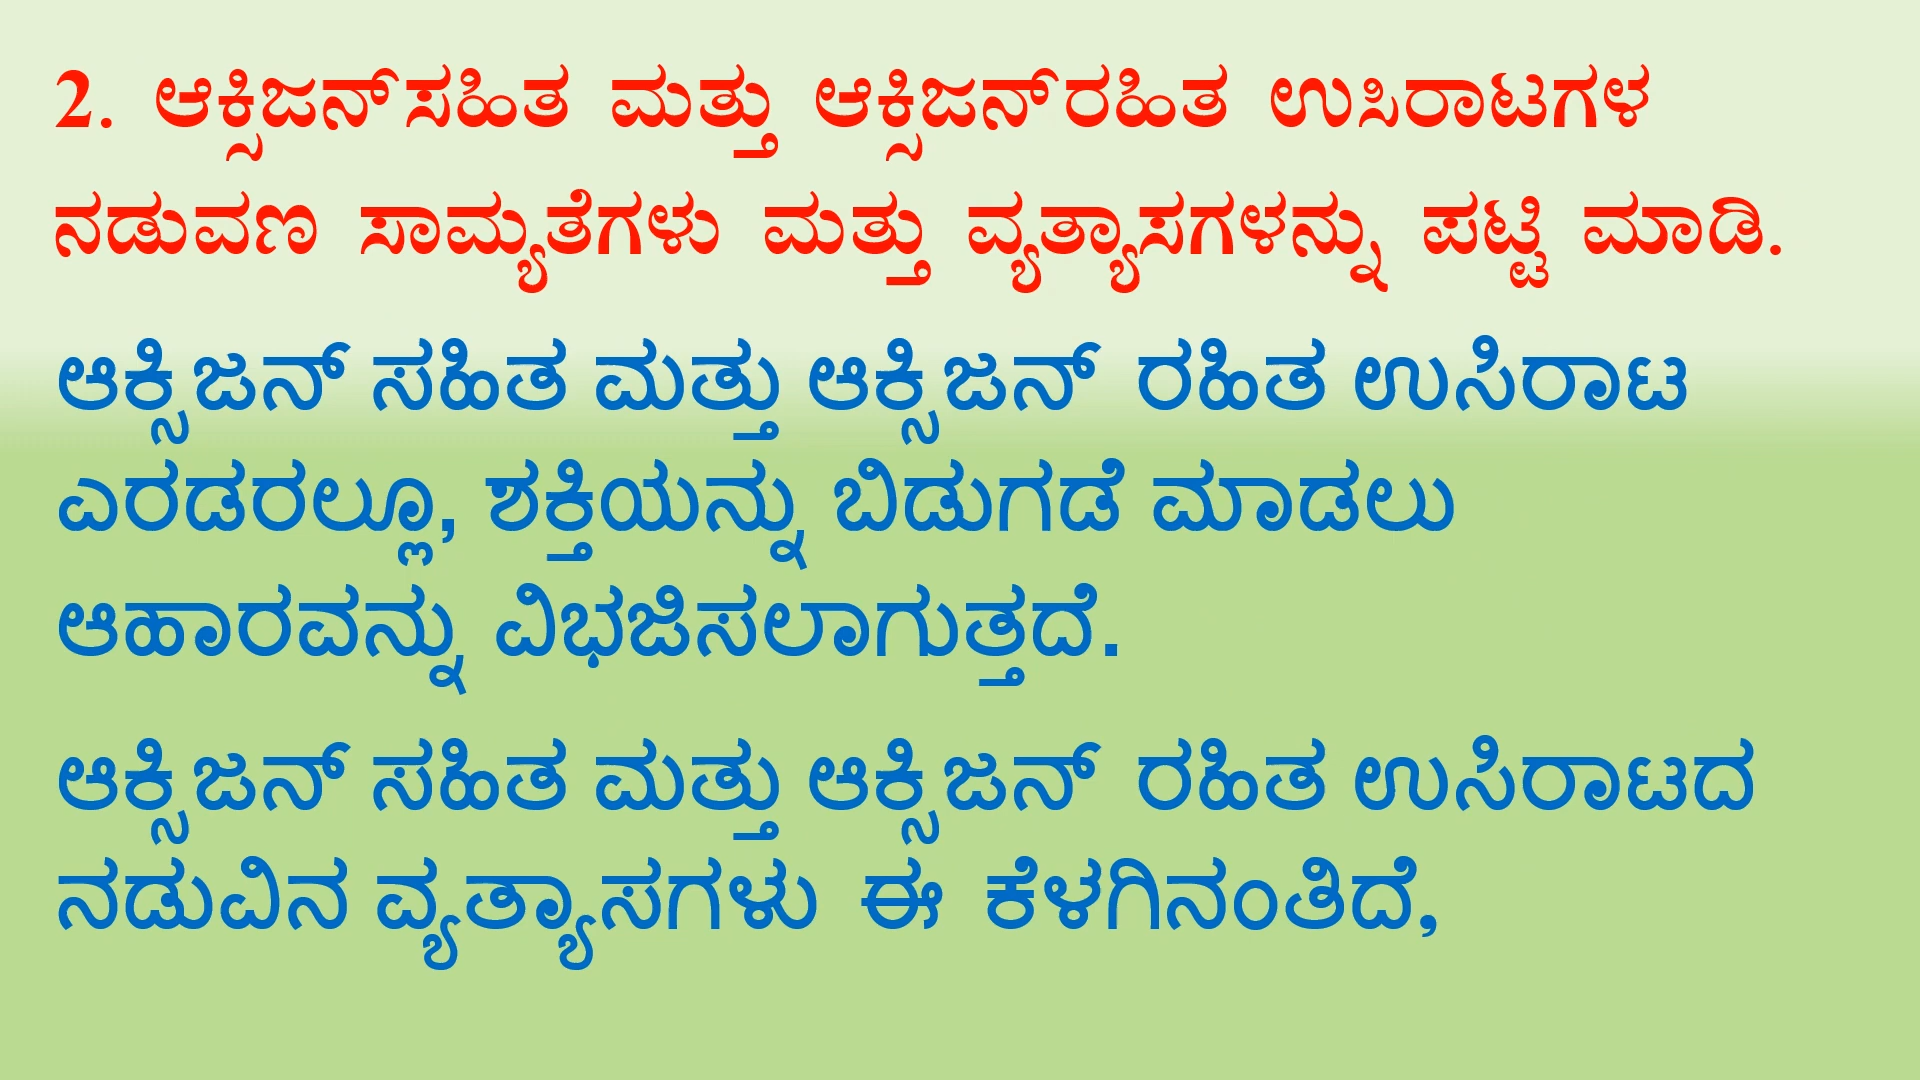 2. ಆಕ್ಸಿಜನ್‌ಸಹಿತ ಮತ್ತು ಆಕ್ಸಿಜನ್‌ರಹಿತ ಉಸಿರಾಟಗಳ
ನಡುವಣ ಸಾಮ್ಯತೆಗಳು ಮತ್ತು ವ್ಯತ್ಯಾಸಗಳನ್ನು ಪಟ್ಟಿ ಮಾಡಿ.
ಆಕ್ಸಿಜನ್ ಸಹಿತ ಮತ್ತು ಆಕ್ಸಿಜನ್ ರಹಿತ ಉಸಿರಾಟ
ಎರಡರಲ್ಲೂ, ಶಕ್ತಿಯನ್ನು ಬಿಡುಗಡೆ ಮಾಡಲು
ಆಹಾರವನ್ನು ವಿಭಜಿಸಲಾಗುತ್ತದೆ.
ಆಕ್ಸಿಜನ್ ಸಹಿತ ಮತ್ತು ಆಕ್ಸಿಜನ್ ರಹಿತ ಉಸಿರಾಟದ
ನಡುವಿನ ವ್ಯತ್ಯಾಸಗಳು ಈ ಕೆಳಗಿನಂತಿದೆ,